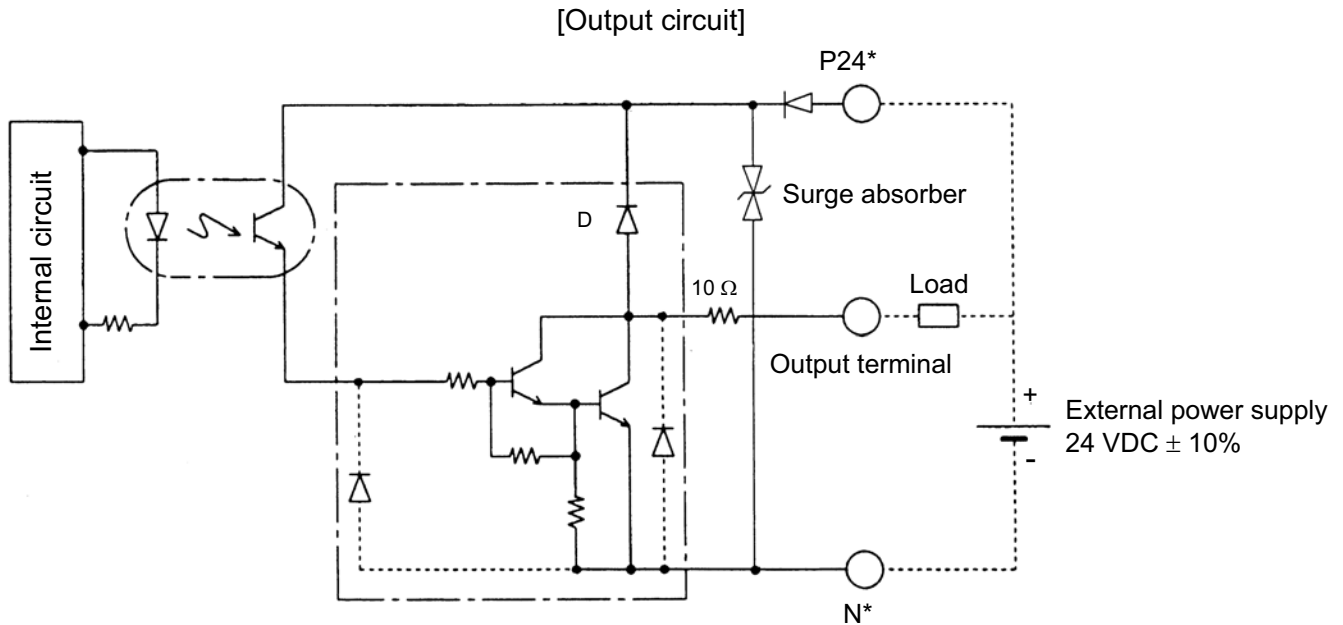 [Output circuit]
P24*
Internal circuit
Surge absorber
D
10 Ω
Load
Output terminal
+
External power supply
24 VDC ± 10%
-
N*